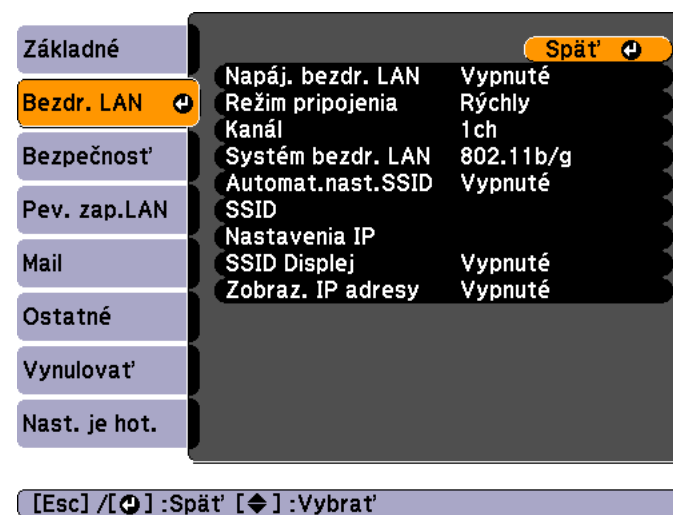 Základné
Bezdr. LAN
Bezpečnosť
Pev. zap.LAN
Mail
Ostatné
Vynulovať
Nast. je hot.
Späť
Napáj. bezdr. LAN Vypnuté
Režim pripojenia Rýchly
Kanál 1ch
Systém bezdr. LAN 802.11b/g
Automat.nast.SSID Vypnuté
SSID
Nastavenia IP
SSID Displej Vypnuté
Zobraz. IP adresy Vypnuté
[Esc] /[⏎] :Späť [◆] :Vybrať